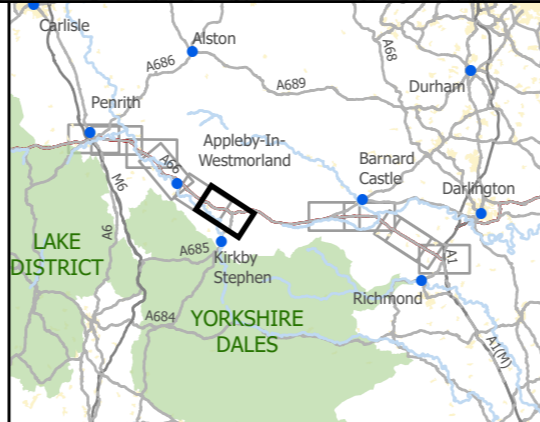 Carlisle
Alston
A686
A68
A689
Durham
Penrith
Appleby-In-
Westmorland
A66
Barnard
Castle
Darlington
M6
A6
LAKE
DISTRICT
A685
Kirkby
Stephen
A1
Richmond
A684
YORKSHIRE
DALES
A1(M)